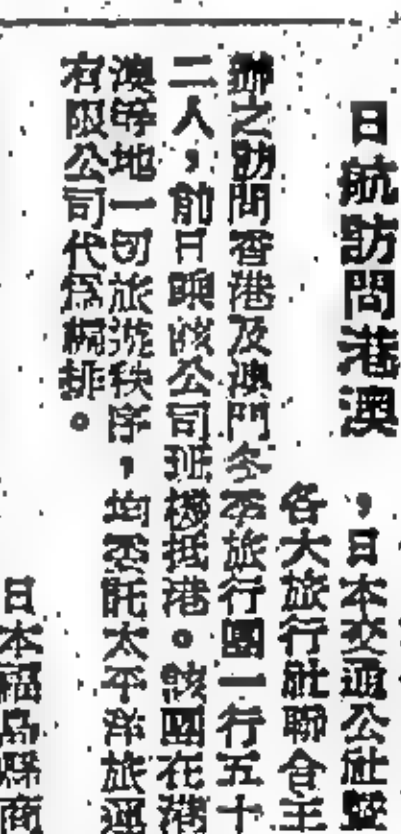 日航訪問港澳
，日本交通公社暨
各大旅行社聯合主
辦之訪問香港及澳門冬季旅行團一行五十
二人，前日乘該公司班機抵港。該團在港
澳等地一切旅遊秩序，均委託太平洋旅運
有限公司代為編排。
日本福島縣商